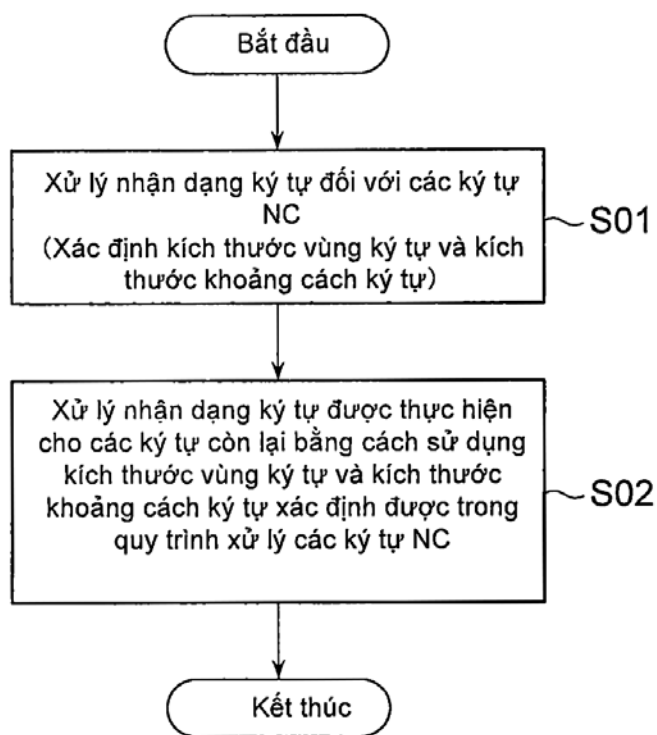 Bắt đầu
Xử lý nhận dạng ký tự đối với các ký tự
NC
(Xác định kích thước vùng ký tự và kích
thước khoảng cách ký tự)
S01
Xử lý nhận dạng ký tự được thực hiện
cho các ký tự còn lại bằng cách sử dụng
kích thước vùng ký tự và kích thước
khoảng cách ký tự xác định được trong
quy trình xử lý các ký tự NC
S02
Kết thúc